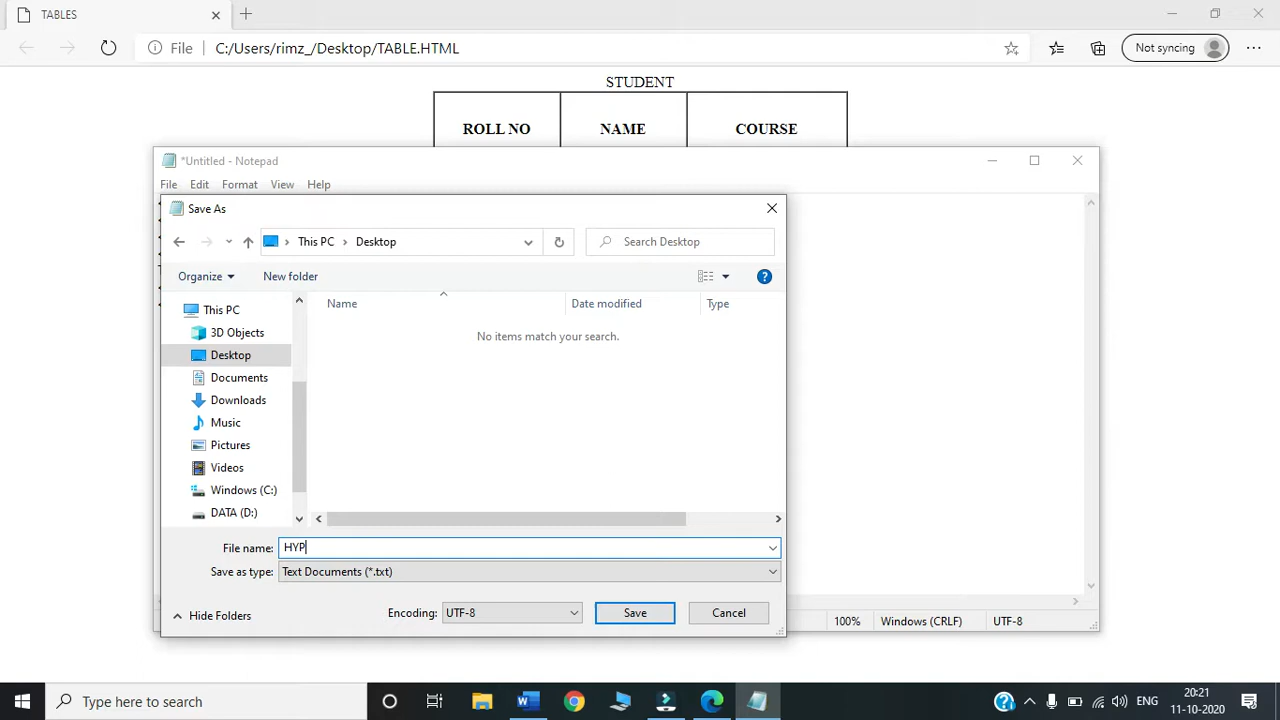 TABLES
File C:/Users/rimz_/Desktop/TABLE.HTML Not syncing
STUDENT
ROLL NO NAME COURSE
*Untitled - Notepad
File Edit Format View Help
Save As
This PC Desktop Search Desktop
Organize New folder
Name Date modified Type
No items match your search.
This PC
3D Objects
Desktop
Documents
Downloads
Music
Pictures
Videos
Windows (C:)
DATA (D:)
File name: HYP
Save as type: Text Documents (*.txt)
Hide Folders Encoding: UTF-8 Save Cancel
100% Windows (CRLF) UTF-8
Type here to search
ENG
20:21
11-10-2020